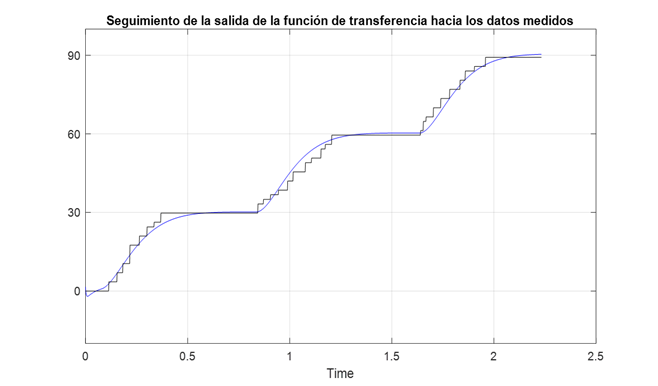 Seguimiento de la salida de la función de transferencia hacia los datos medidos
90
60
30
0
0 0.5 1 1.5 2 2.5
Time